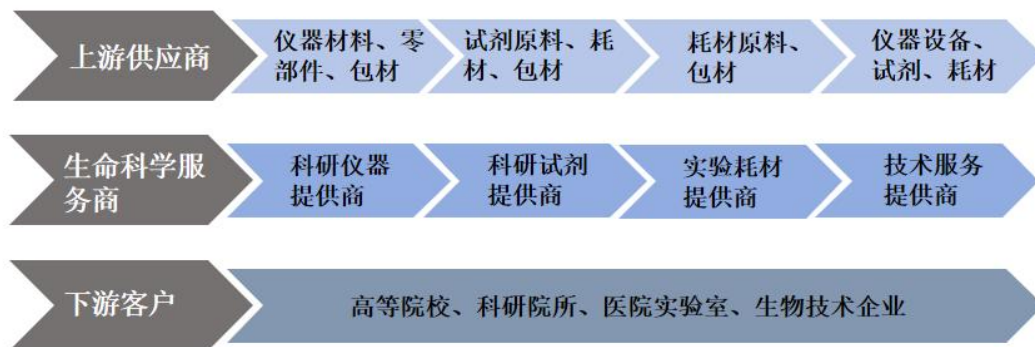 上游供应商
仪器材料、零
部件、包材
试剂原料、耗
材、包材
耗材原料、
包材
仪器设备、
试剂、耗材
生命科学服
务商
科研仪器
提供商
科研试剂
提供商
实验耗材
提供商
技术服务
提供商
下游客户
高等院校、科研院所、医院实验室、生物技术企业